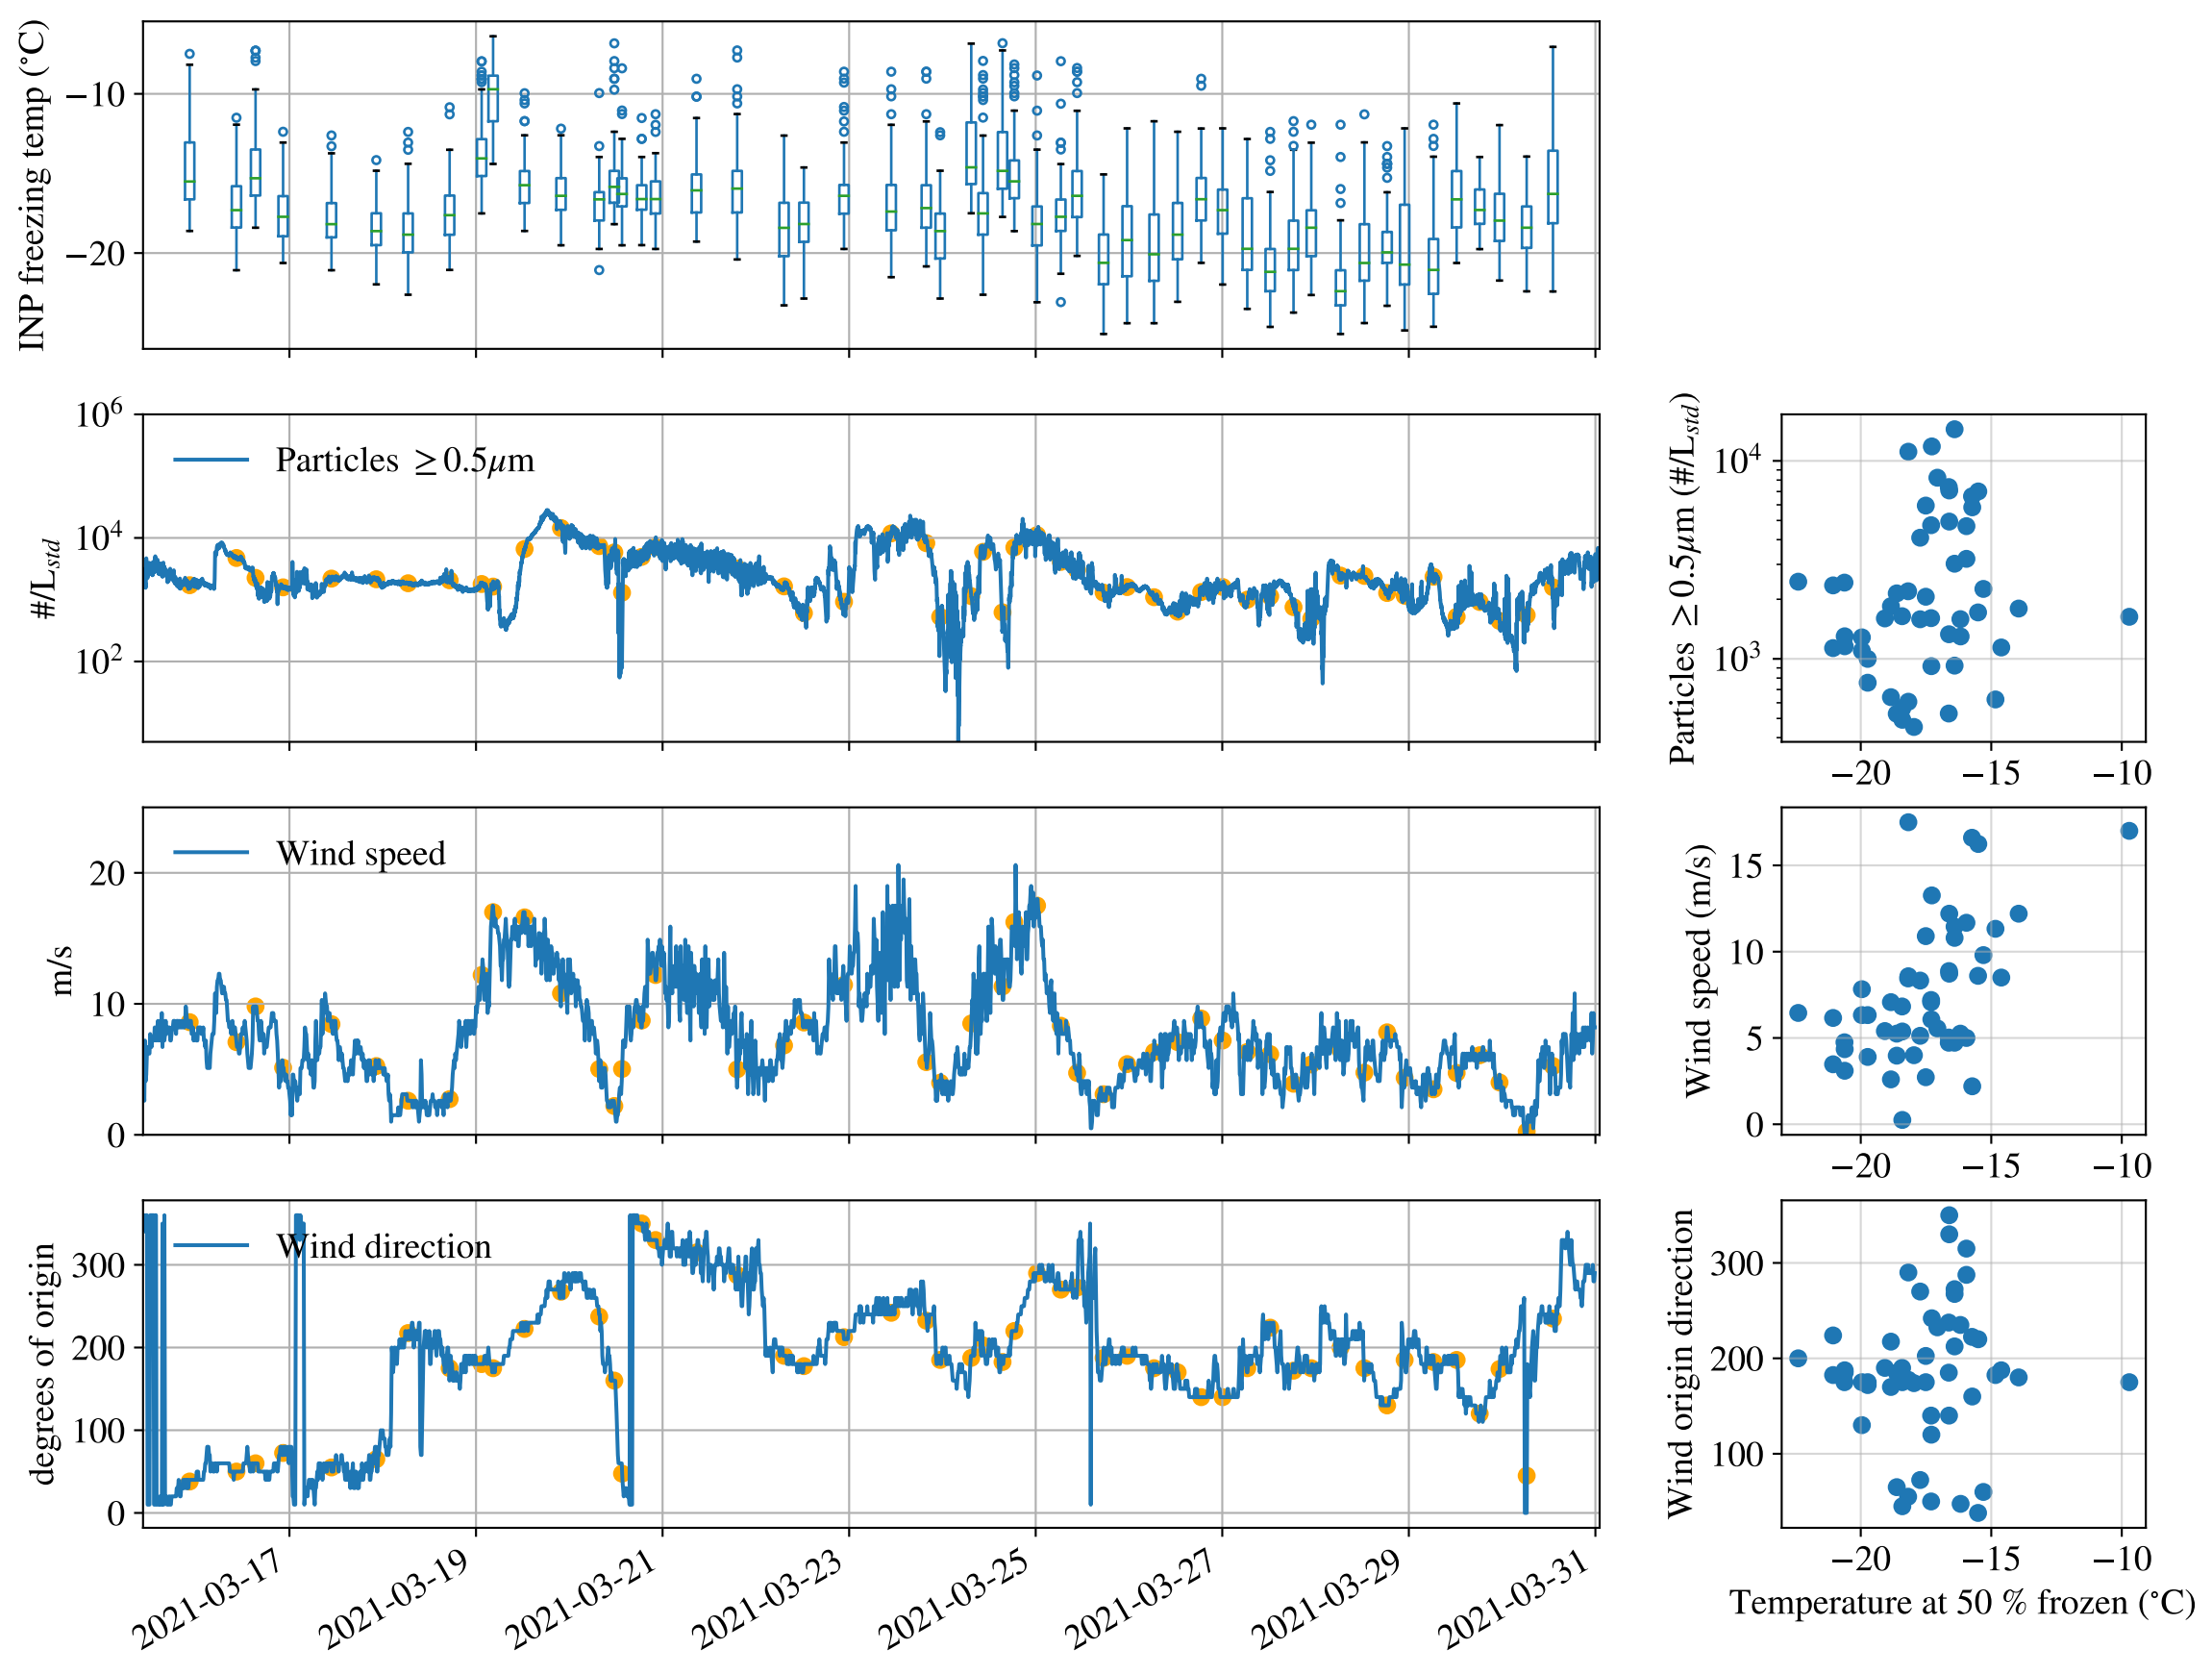 INP freezing temp (°C)
−10
−20
#/L_std
10^6
10^4
10^2
Particles ≥0.5μm
Particles ≥0.5μm (#/L_std)
10^4
10^3
−20 −15 −10
m/s
20
10
0
Wind speed
Wind speed (m/s)
15
10
5
0
−20 −15 −10
degrees of origin
300
200
100
0
Wind direction
2021-03-17 2021-03-19 2021-03-21 2021-03-23 2021-03-25 2021-03-27 2021-03-29 2021-03-31
Wind origin direction
300
200
100
−20 −15 −10
Temperature at 50 % frozen (°C)